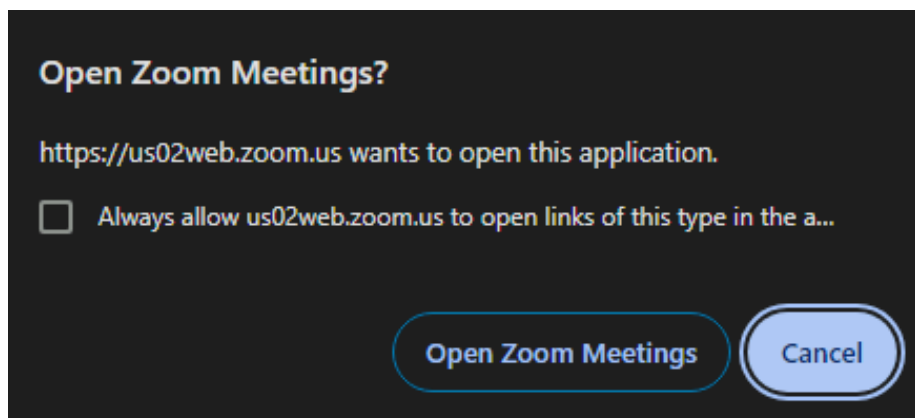 Open Zoom Meetings?
https://us02web.zoom.us wants to open this application.
Always allow us02web.zoom.us to open links of this type in the a...
Open Zoom Meetings
Cancel